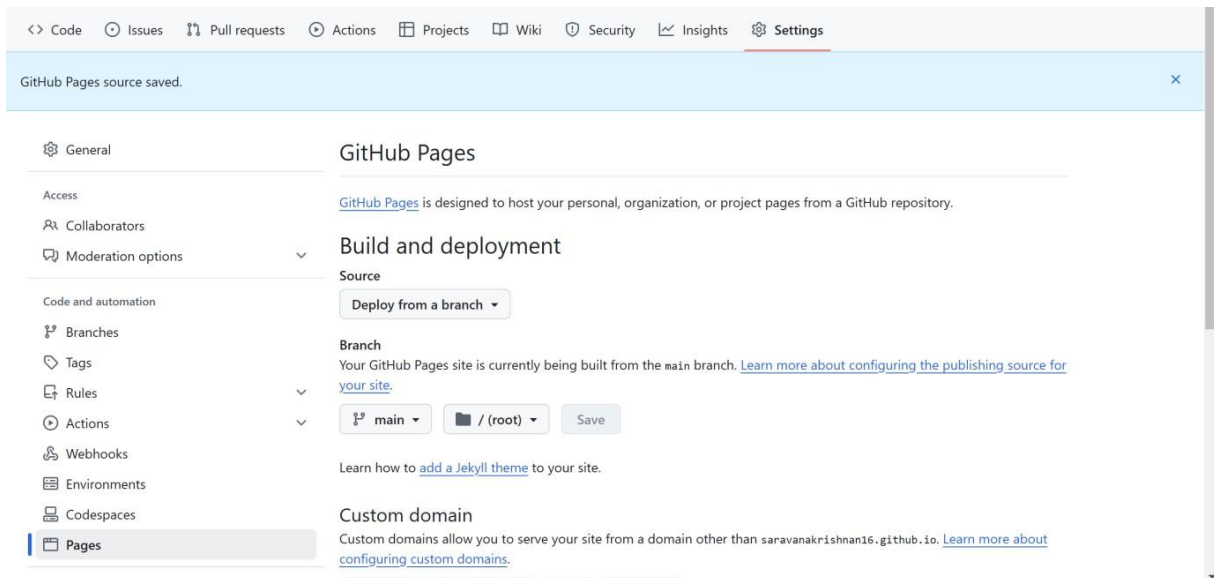 <> Code Issues Pull requests Actions Projects Wiki Security Insights Settings
GitHub Pages source saved.
General
Access
Collaborators
Moderation options
Code and automation
Branches
Tags
Rules
Actions
Webhooks
Environments
Codespaces
Pages
GitHub Pages
GitHub Pages is designed to host your personal, organization, or project pages from a GitHub repository.
Build and deployment
Source
Deploy from a branch
Branch
Your GitHub Pages site is currently being built from the main branch. Learn more about configuring the publishing source for
your site.
main / (root) Save
Learn how to add a Jekyll theme to your site.
Custom domain
Custom domains allow you to serve your site from a domain other than saravanakrishnan16.github.io. Learn more about
configuring custom domains.